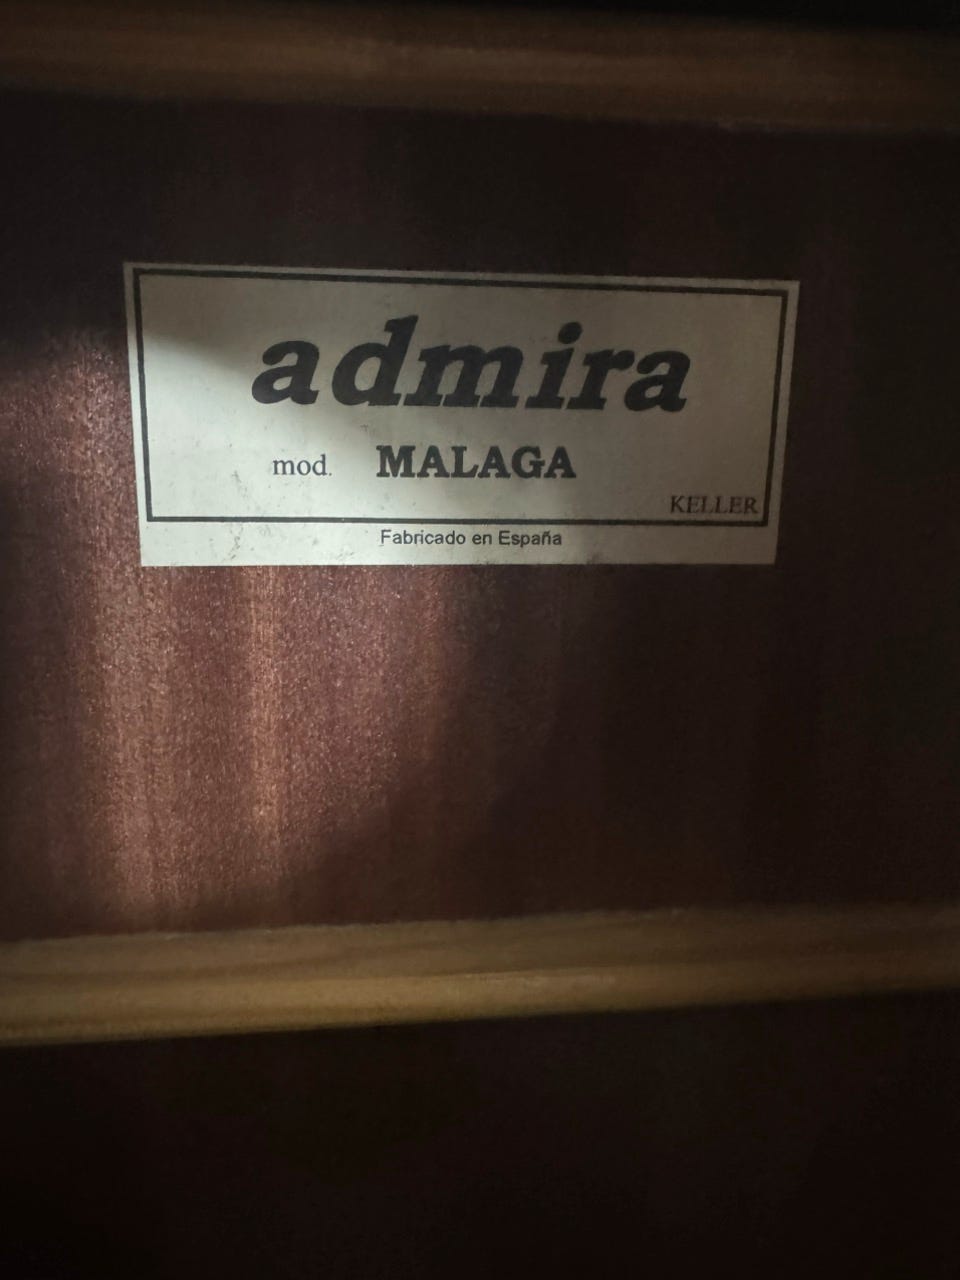 admira
mod. MALAGA
KELLER
Fabricado en España